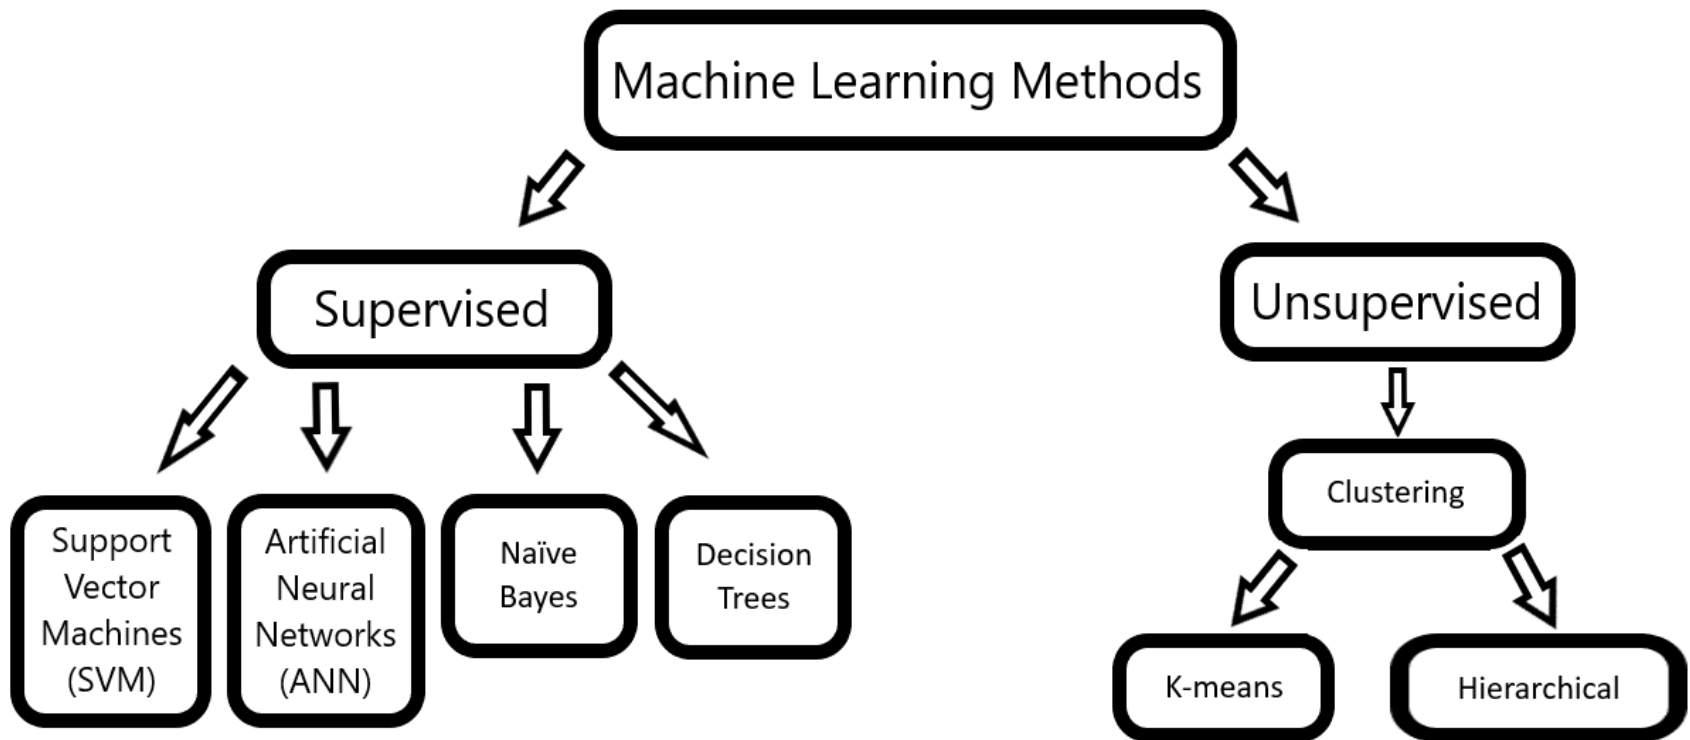 Machine Learning Methods
Supervised
Unsupervised
Support
Vector
Machines
(SVM)
Artificial
Neural
Networks
(ANN)
Naïve
Bayes
Decision
Trees
Clustering
K-means
Hierarchical